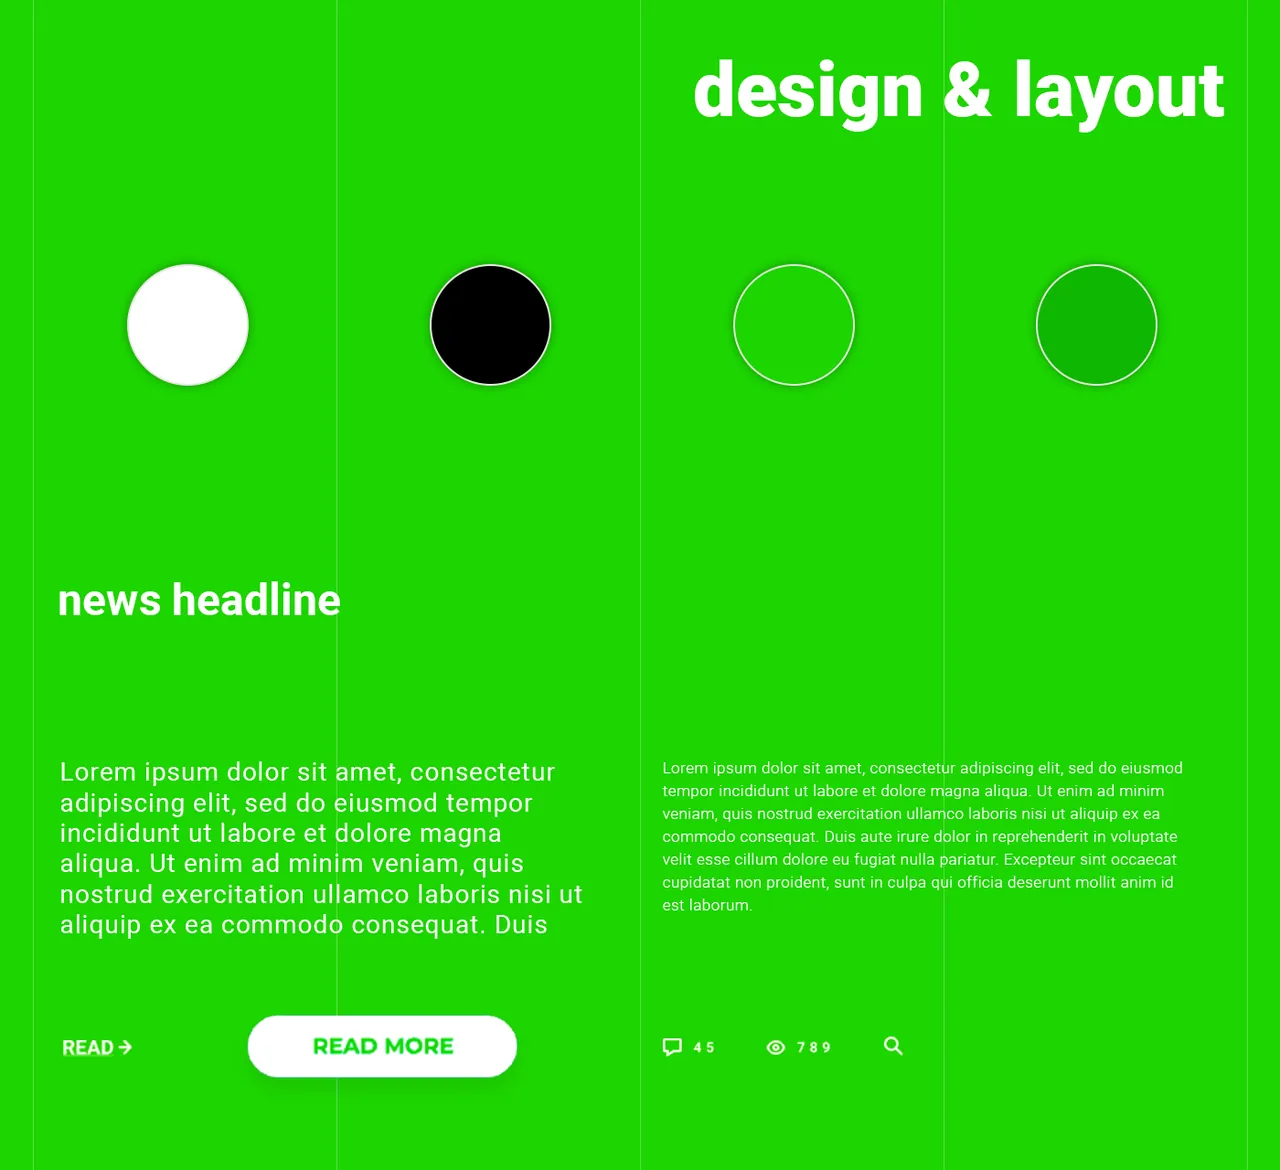 design & layout
news headline
Lorem ipsum dolor sit amet, consectetur
adipiscing elit, sed do eiusmod tempor
incididunt ut labore et dolore magna
aliqua. Ut enim ad minim veniam, quis
nostrud exercitation ullamco laboris nisi ut
aliquip ex ea commodo consequat. Duis
Lorem ipsum dolor sit amet, consectetur adipiscing elit, sed do eiusmod
tempor incididunt ut labore et dolore magna aliqua. Ut enim ad minim
veniam, quis nostrud exercitation ullamco laboris nisi ut aliquip ex ea
commodo consequat. Duis aute irure dolor in reprehenderit in voluptate
velit esse cillum dolore eu fugiat nulla pariatur. Excepteur sint occaecat
cupidatat non proident, sunt in culpa qui officia deserunt mollit anim id
est laborum.
READ
READ MORE
45
789